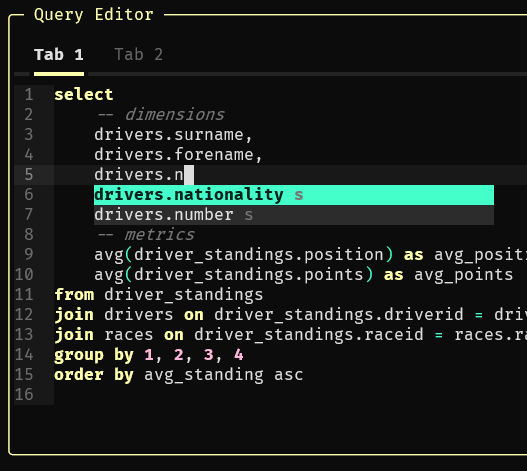 Query Editor
Tab 1 Tab 2
1 select
2 -- dimensions
3 drivers.surname,
4 drivers.forename,
5 drivers.n
6 drivers.nationality s
7 drivers.number s
8 -- metrics
9 avg(driver_standings.position) as avg_positi
10 avg(driver_standings.points) as avg_points
11 from driver_standings
12 join drivers on driver_standings.driverid = driv
13 join races on driver_standings.raceid = races.ra
14 group by 1, 2, 3, 4
15 order by avg_standing asc
16